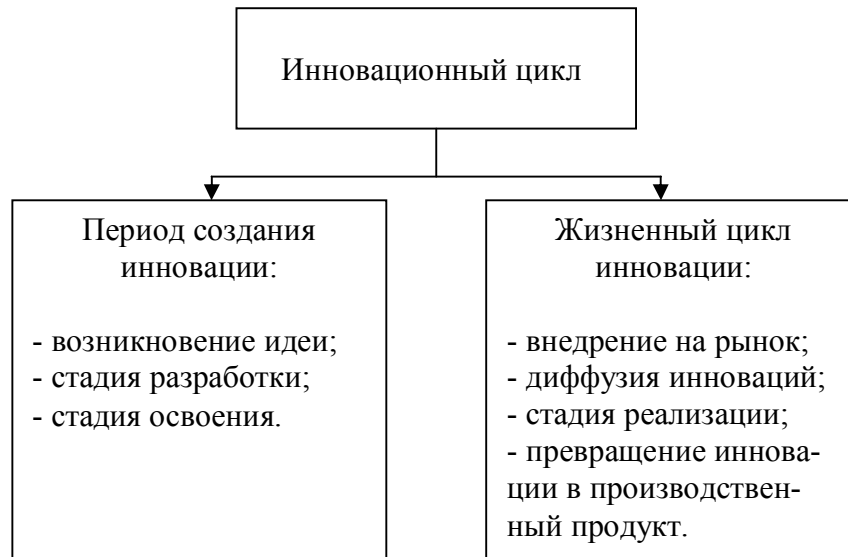 Инновационный цикл
Период создания
инновации:
- возникновение идеи;
- стадия разработки;
- стадия освоения.
Жизненный цикл
инновации:
- внедрение на рынок;
- диффузия инноваций;
- стадия реализации;
- превращение иннова-
ции в производствен-
ный продукт.